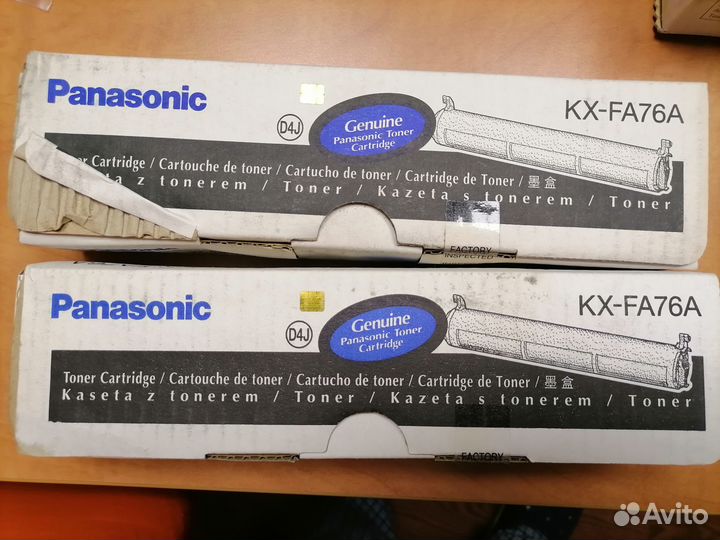 Panasonic
D4J
Genuine
Panasonic Toner
Cartridge
KX-FA76A
Cartridge / Cartouche de toner / Cartucho de toner / Cartridge de Toner / 墨盒
z tonerem / Toner / Kazeta s tonerem / Toner
FACTORY
INSPECTED
Panasonic
D4J
Genuine
Panasonic Toner
Cartridge
KX-FA76A
Toner Cartridge / Cartouche de toner / Cartucho de toner / Cartridge de Toner / 墨盒
Kaseta z tonerem / Toner / Kazeta s tonerem / Toner
FACTORY
Avito